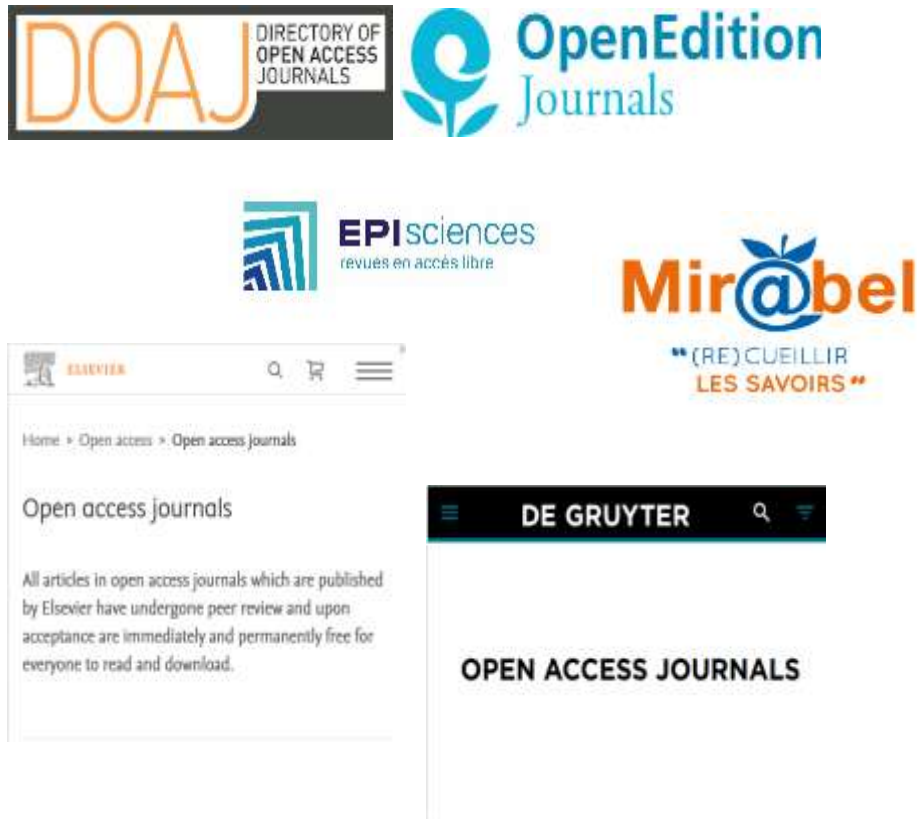 DOAJ
DIRECTORY OF
OPEN ACCESS
JOURNALS
OpenEdition
Journals
EPIsciences
revues en accès libre
Mir@bel
"(RE)CUEILLIR
LES SAVOIRS"
ELSEVIER
Home > Open access > Open access journals
Open access journals
All articles in open access journals which are published
by Elsevier have undergone peer review and upon
acceptance are immediately and permanently free for
everyone to read and download.
DE GRUYTER
OPEN ACCESS JOURNALS